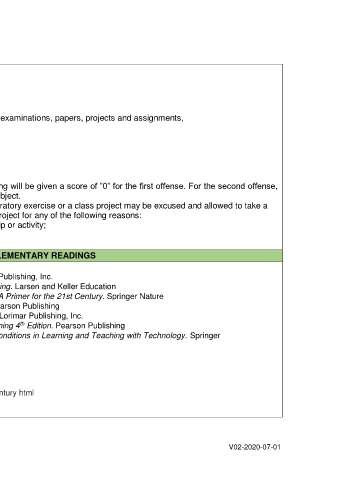 examinations, papers, projects and assignments,
ng will be given a score of "0" for the first offense. For the second offense,
bject.
ratory exercise or a class project may be excused and allowed to take a
roject for any of the following reasons:
p or activity;
LEMENTARY READINGS
Publishing, Inc.
ing. Larsen and Keller Education
A Primer for the 21st Century. Springer Nature
arson Publishing
Lorimar Publishing, Inc.
ning 4th Edition. Pearson Publishing
onditions in Learning and Teaching with Technology. Springer
ntury html
V02-2020-07-01